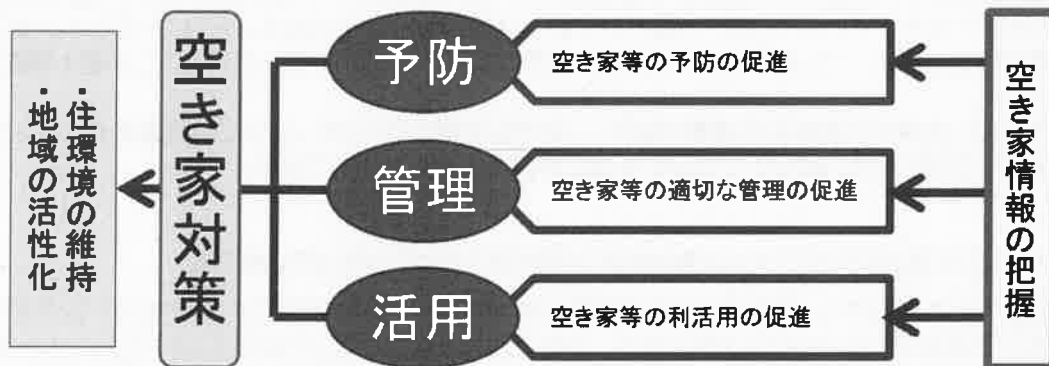 ・住環境の維持
・地域の活性化
空き家対策
予防
空き家等の予防の促進
管理
空き家等の適切な管理の促進
活用
空き家等の利活用の促進
空き家情報の把握